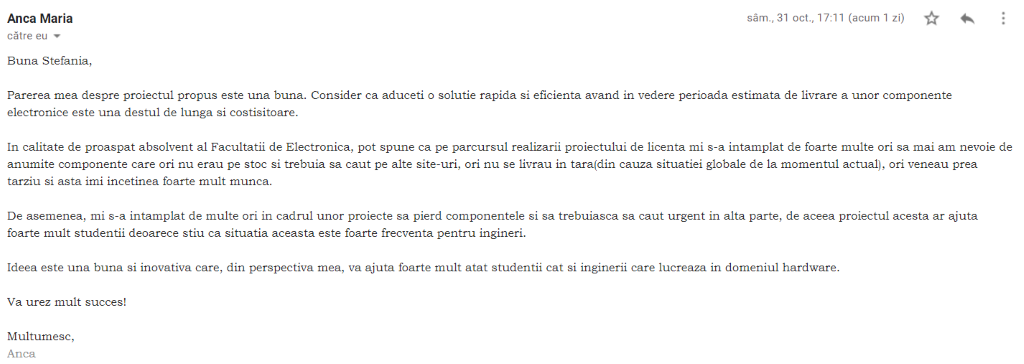 Anca Maria
sâm., 31 oct., 17:11 (acum 1 zi)
către eu
Buna Stefania,
Parerea mea despre proiectul propus este una buna. Consider ca aduceti o solutie rapida si eficienta avand in vedere perioada estimata de livrare a unor componente
electronice este una destul de lunga si costisitoare.
In calitate de proaspat absolvent al Facultatii de Electronica, pot spune ca pe parcursul realizarii proiectului de licenta mi s-a intamplat de foarte multe ori sa mai am nevoie de
anumite componente care ori nu erau pe stoc si trebuia sa caut pe alte site-uri, ori nu se livrau in tara(din cauza situatiei globale de la momentul actual), ori veneau prea
tarziu si asta imi incetinea foarte mult munca.
De asemenea, mi s-a intamplat de multe ori in cadrul unor proiecte sa pierd componentele si sa trebuiasca sa caut urgent in alta parte, de aceea proiectul acesta ar ajuta
foarte mult studentii deoarece stiu ca situatia aceasta este foarte frecventa pentru ingineri.
Ideea este una buna si inovativa care, din perspectiva mea, va ajuta foarte mult atat studentii cat si inginerii care lucreaza in domeniul hardware.
Va urez mult succes!
Multumesc,
Anca